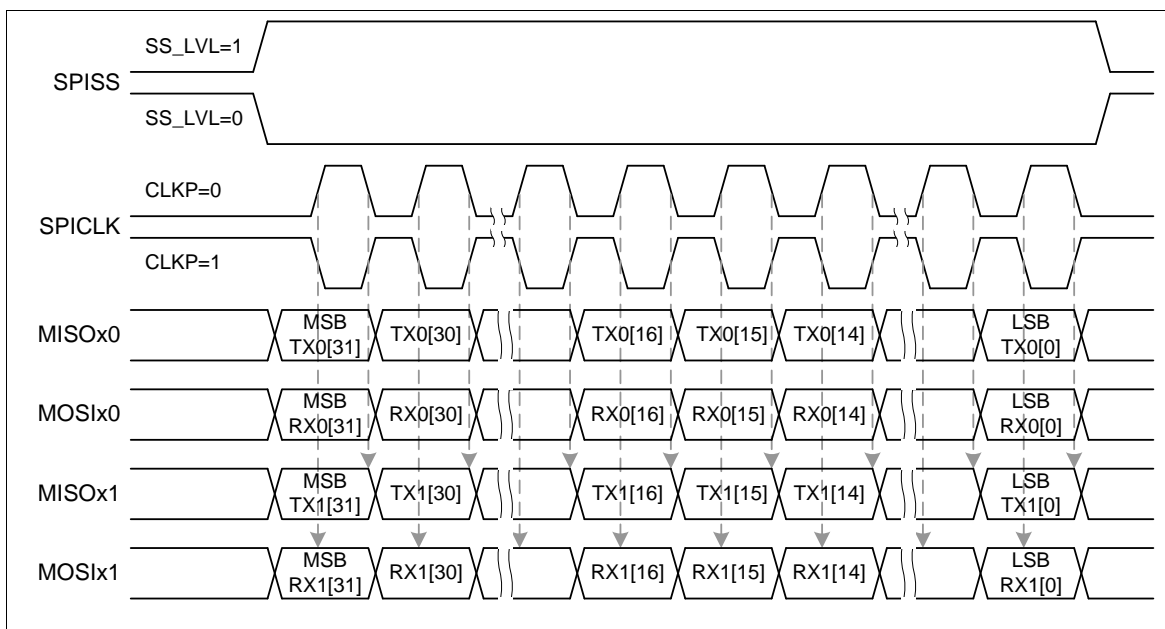 SS_LVL=1
SPISS
SS_LVL=0
CLKP=0
SPICLK
CLKP=1
MISOx0
MSB
TX0[31]
TX0[30]
TX0[16]
TX0[15]
TX0[14]
LSB
TX0[0]
MOSIx0
MSB
RX0[31]
RX0[30]
RX0[16]
RX0[15]
RX0[14]
LSB
RX0[0]
MISOx1
MSB
TX1[31]
TX1[30]
TX1[16]
TX1[15]
TX1[14]
LSB
TX1[0]
MOSIx1
MSB
RX1[31]
RX1[30]
RX1[16]
RX1[15]
RX1[14]
LSB
RX1[0]